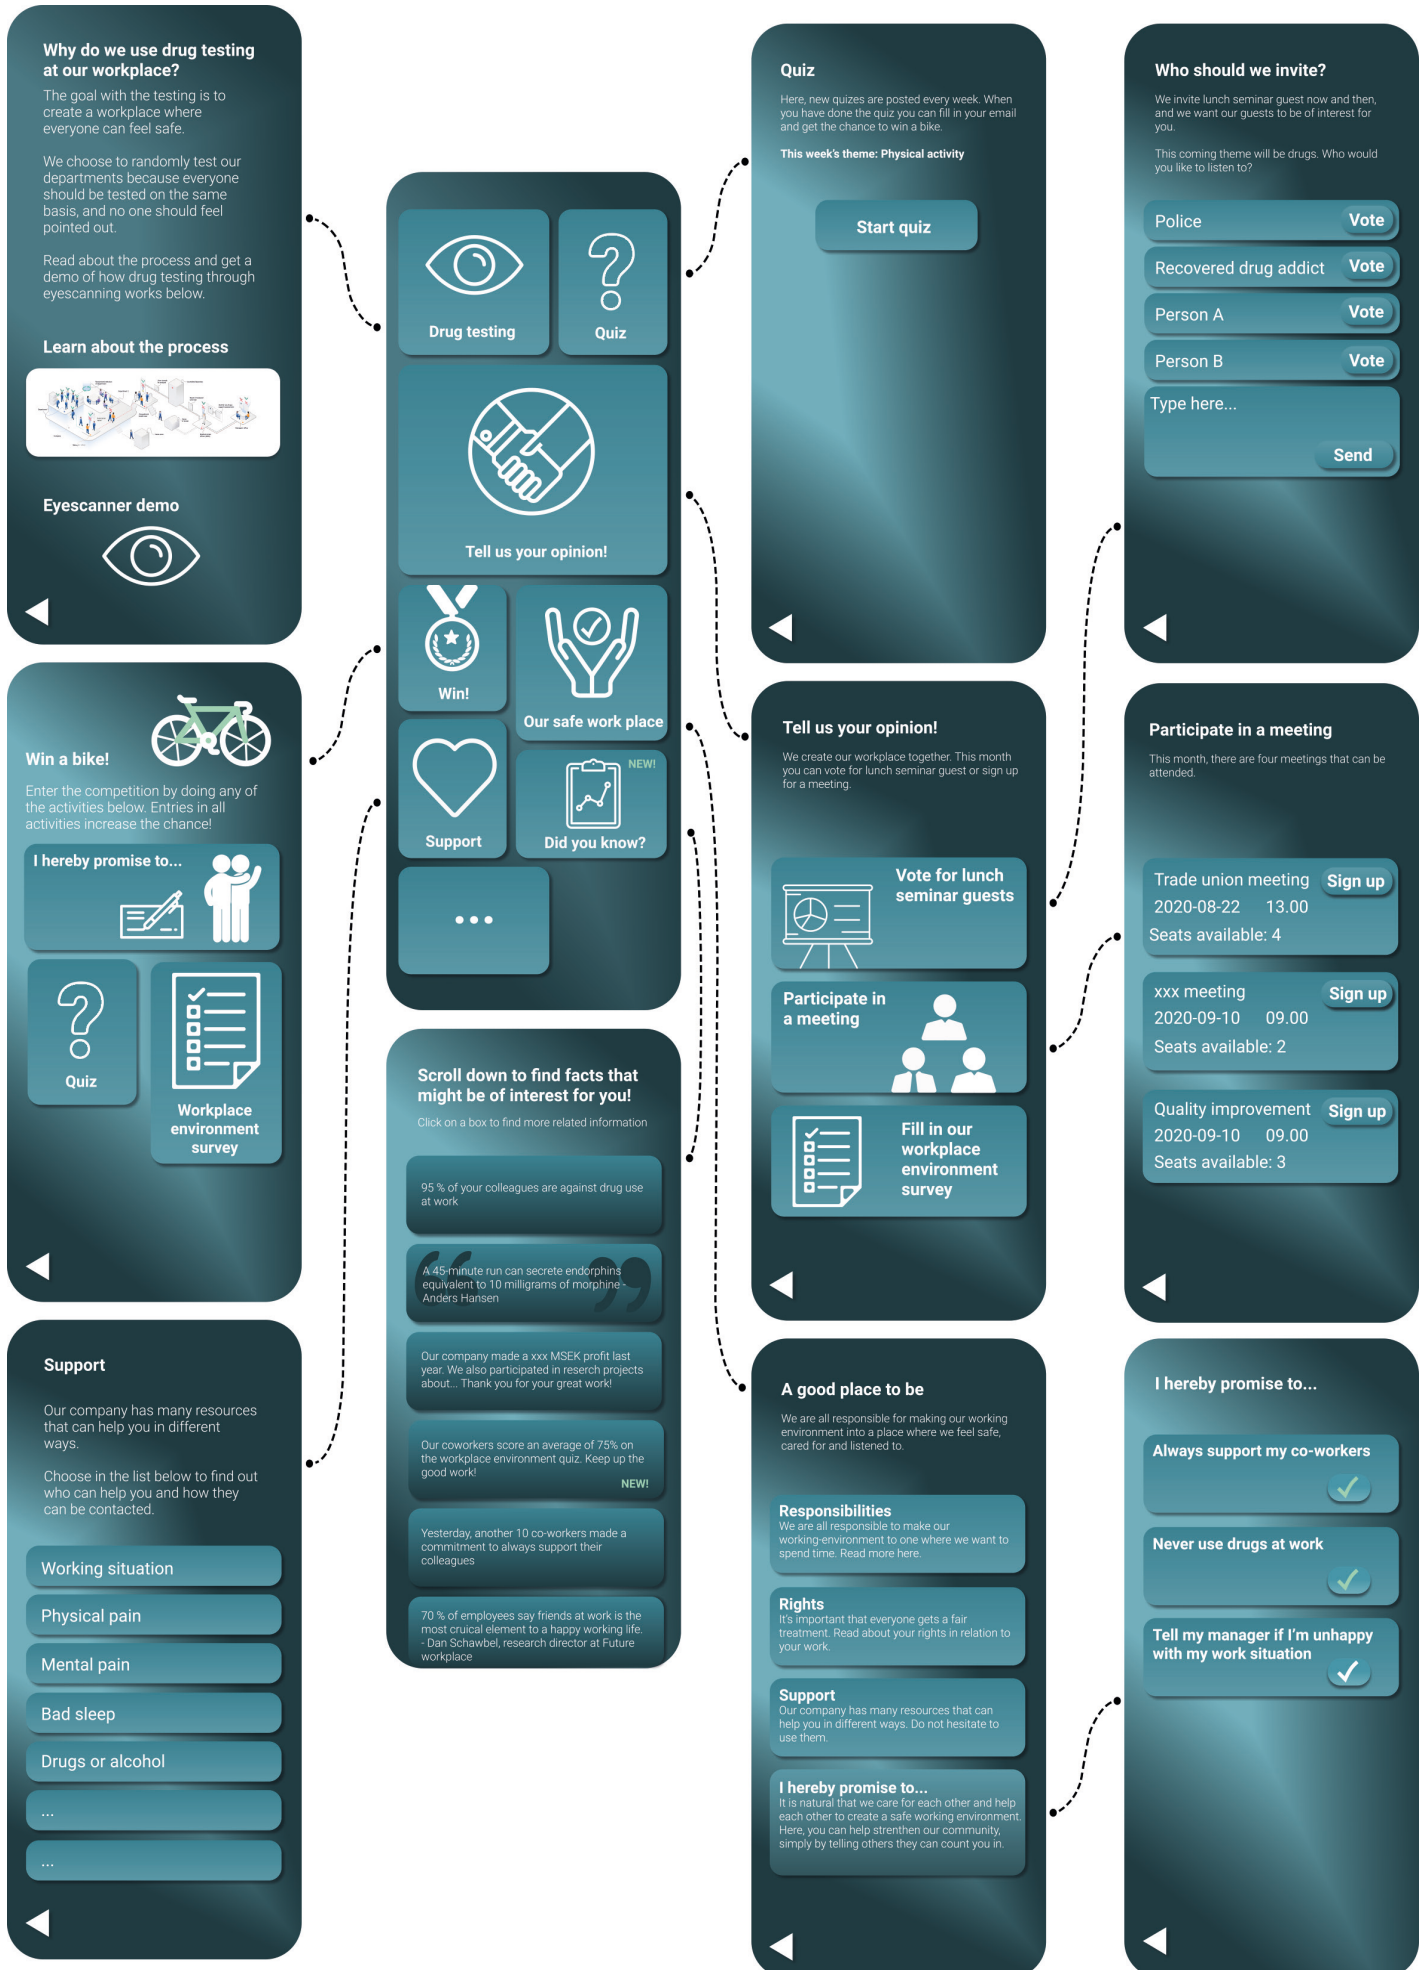 Why do we use drug testing
at our workplace?
The goal with the testing is to
create a workplace where
everyone can feel safe.
We choose to randomly test our
departments because everyone
should be tested on the same
basis, and no one should feel
pointed out.
Read about the process and get a
demo of how drug testing through
eyescanning works below.
Learn about the process
Eyescanner demo
Win a bike!
Enter the competition by doing any of
the activities below. Entries in all
activities increase the chance!
I hereby promise to...
Quiz
Workplace
environment
survey
Support
Our company has many resources
that can help you in different
ways.
Choose in the list below to find out
who can help you and how they
can be contacted.
Working situation
Physical pain
Mental pain
Bad sleep
Drugs or alcohol
...
...
Drug testing
Quiz
Tell us your opinion!
Win!
Our safe work place
Support
NEW!
Did you know?
Scroll down to find facts that
might be of interest for you!
Click on a box to find more related information
95 % of your colleagues are against drug use
at work
A 45-minute run can secrete endorphins
equivalent to 10 milligrams of morphine -
Anders Hansen
Our company made a xxx MSEK profit last
year. We also participated in reserch projects
about... Thank you for your great work!
Our coworkers score an average of 75% on
the workplace environment quiz. Keep up the
good work!
NEW!
Yesterday, another 10 co-workers made a
commitment to always support their
colleagues
70 % of employees say friends at work is the
most cruical element to a happy working life.
- Dan Schawbel, research director at Future
workplace
Quiz
Here, new quizes are posted every week. When
you have done the quiz you can fill in your email
and get the chance to win a bike.
This week's theme: Physical activity
Start quiz
Tell us your opinion!
We create our workplace together. This month
you can vote for lunch seminar guest or sign up
for a meeting.
Vote for lunch
seminar guests
Participate in
a meeting
Fill in our
workplace
environment
survey
A good place to be
We are all responsible for making our working
environment into a place where we feel safe,
cared for and listened to.
Responsibilities
We are all responsible to make our
working-environment to one where we want to
spend time. Read more here.
Rights
It's important that everyone gets a fair
treatment. Read about your rights in relation to
your work.
Support
Our company has many resources that can
help you in different ways. Do not hesitate to
use them.
I hereby promise to...
It is natural that we care for each other and help
each other to create a safe working environment.
Here, you can help strenthen our community,
simply by telling others they can count you in.
Who should we invite?
We invite lunch seminar guest now and then,
and we want our guests to be of interest for
you.
This coming theme will be drugs. Who would
you like to listen to?
Police Vote
Recovered drug addict Vote
Person A Vote
Person B Vote
Type here...
Send
Participate in a meeting
This month, there are four meetings that can be
attended.
Trade union meeting Sign up
2020-08-22 13.00
Seats available: 4
xxx meeting Sign up
2020-09-10 09.00
Seats available: 2
Quality improvement Sign up
2020-09-10 09.00
Seats available: 3
I hereby promise to...
Always support my co-workers
Never use drugs at work
Tell my manager if I'm unhappy
with my work situation